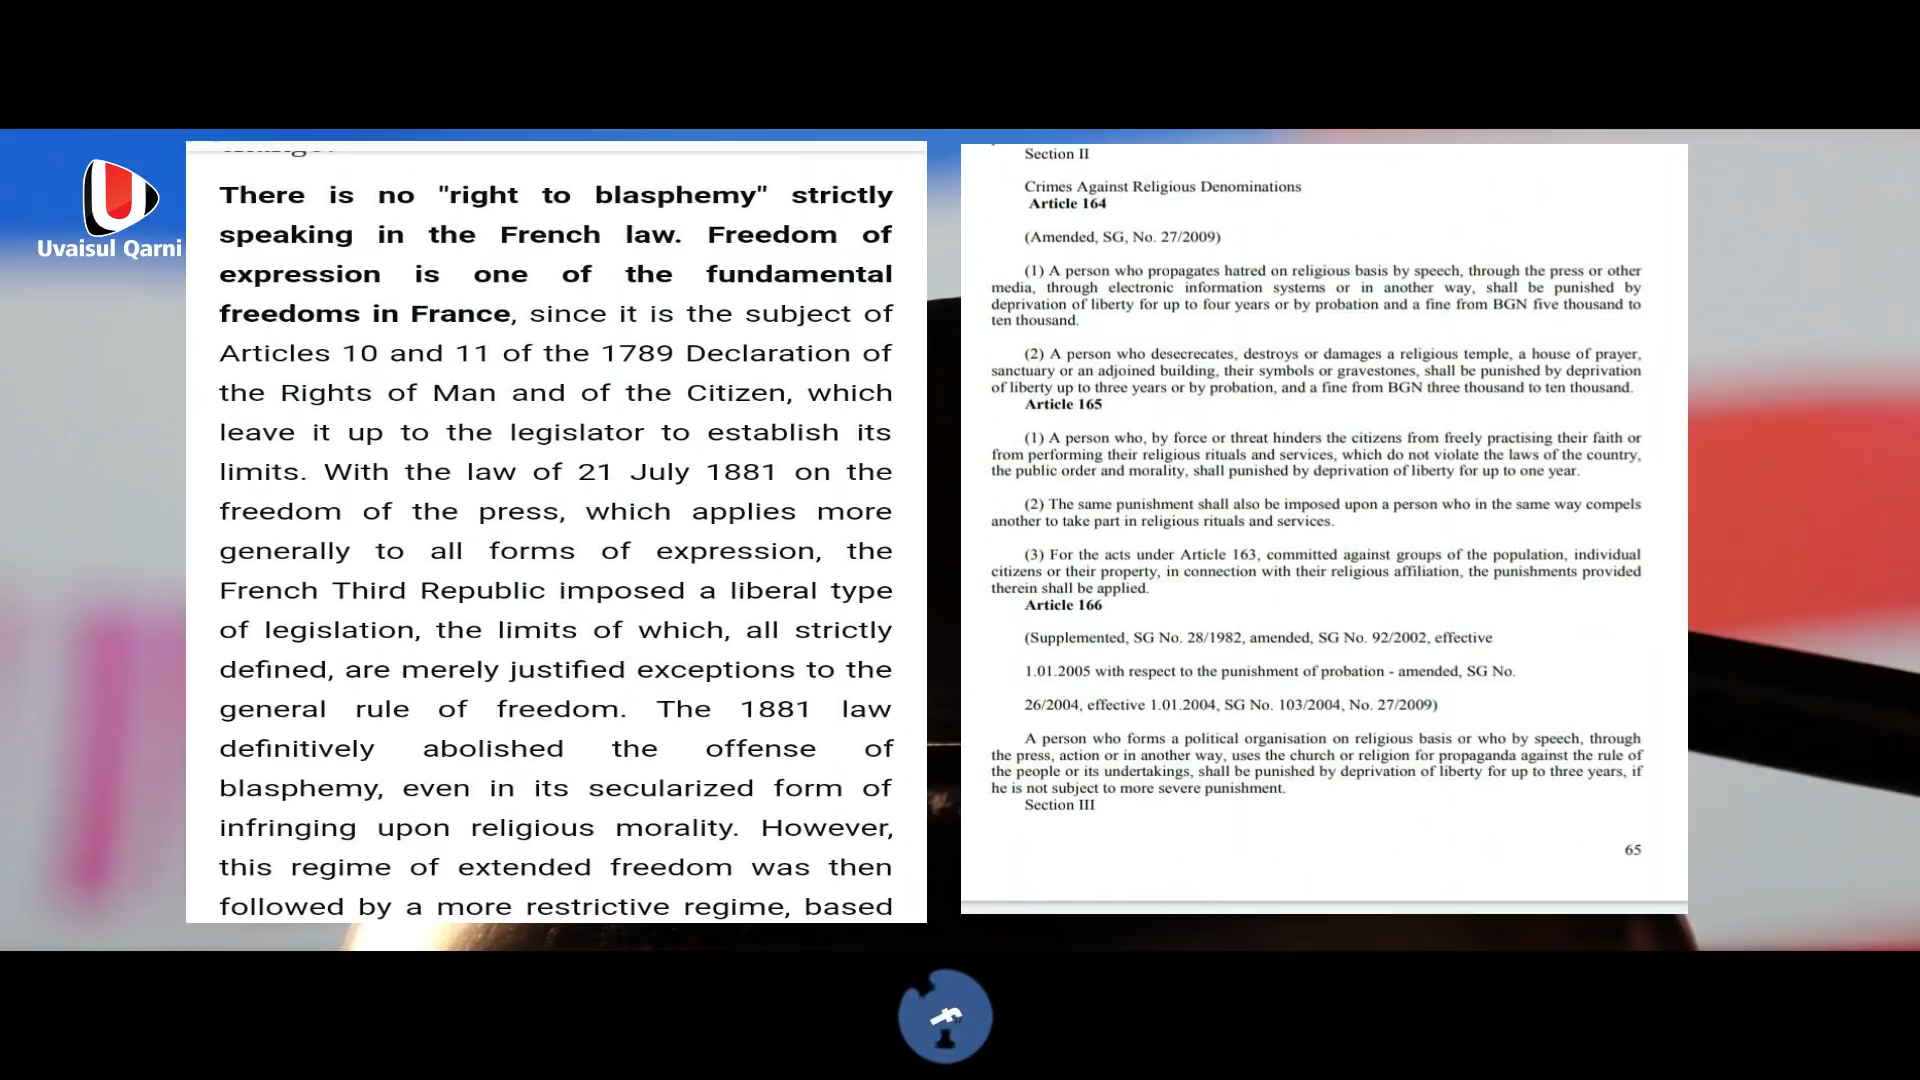 Uvaisul Qarni
There is no "right to blasphemy" strictly
speaking in the French law. Freedom of
expression is one of the fundamental
freedoms in France, since it is the subject of
Articles 10 and 11 of the 1789 Declaration of
the Rights of Man and of the Citizen, which
leave it up to the legislator to establish its
limits. With the law of 21 July 1881 on the
freedom of the press, which applies more
generally to all forms of expression, the
French Third Republic imposed a liberal type
of legislation, the limits of which, all strictly
defined, are merely justified exceptions to the
general rule of freedom. The 1881 law
definitively abolished the offense of
blasphemy, even in its secularized form of
infringing upon religious morality. However,
this regime of extended freedom was then
followed by a more restrictive regime, based
Section II
Crimes Against Religious Denominations
Article 164
(Amended, SG, No. 27/2009)
(1) A person who propagates hatred on religious basis by speech, through the press or other
media, through electronic information systems or in another way, shall be punished by
deprivation of liberty for up to four years or by probation and a fine from BGN five thousand to
ten thousand.
(2) A person who desecrecates, destroys or damages a religious temple, a house of prayer,
sanctuary or an adjoined building, their symbols or gravestones, shall be punished by deprivation
of liberty up to three years or by probation, and a fine from BGN three thousand to ten thousand.
Article 165
(1) A person who, by force or threat hinders the citizens from freely practising their faith or
from performing their religious rituals and services, which do not violate the laws of the country,
the public order and morality, shall punished by deprivation of liberty for up to one year.
(2) The same punishment shall also be imposed upon a person who in the same way compels
another to take part in religious rituals and services.
(3) For the acts under Article 163, committed against groups of the population, individual
citizens or their property, in connection with their religious affiliation, the punishments provided
therein shall be applied.
Article 166
(Supplemented, SG No. 28/1982, amended, SG No. 92/2002, effective
1.01.2005 with respect to the punishment of probation - amended, SG No.
26/2004, effective 1.01.2004, SG No. 103/2004, No. 27/2009)
A person who forms a political organisation on religious basis or who by speech, through
the press, action or in another way, uses the church or religion for propaganda against the rule of
the people or its undertakings, shall be punished by deprivation of liberty for up to three years, if
he is not subject to more severe punishment.
Section III
65